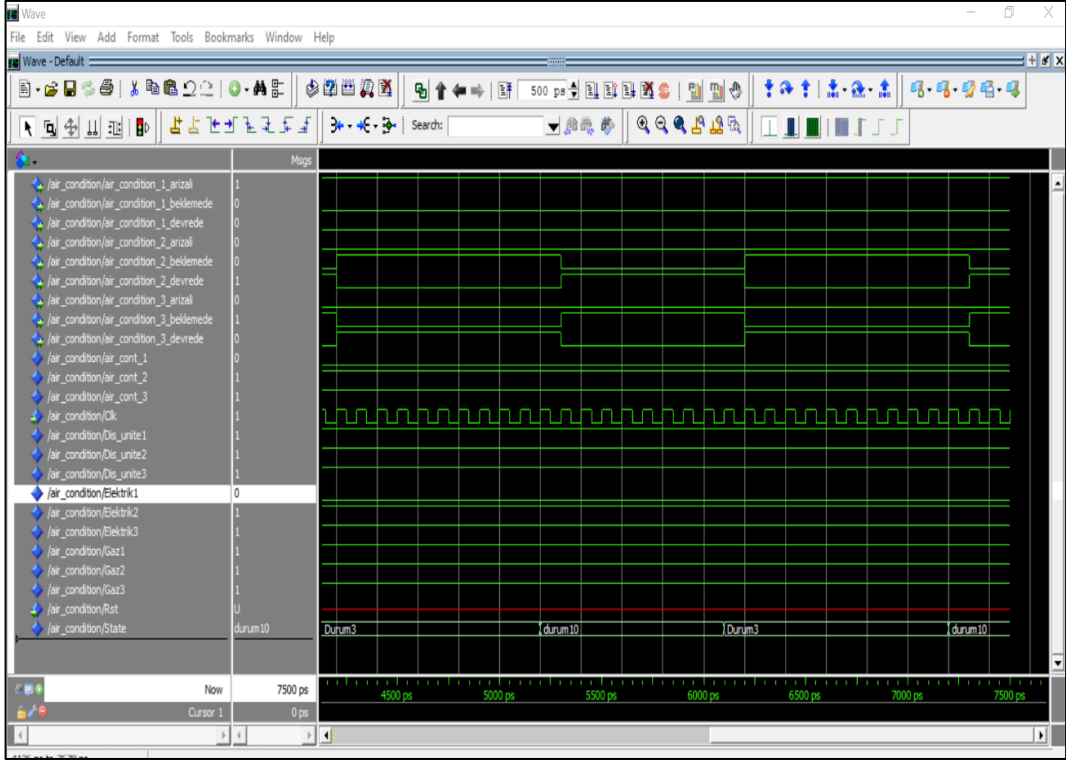 Wave
File Edit View Add Format Tools Bookmarks Window Help
Wave - Default
500 ps
Search:
Msgs
/air_condition/air_condition_1_arizali 1
/air_condition/air_condition_1_beklemede 0
/air_condition/air_condition_1_devrede 0
/air_condition/air_condition_2_arizali 0
/air_condition/air_condition_2_beklemede 0
/air_condition/air_condition_2_devrede 1
/air_condition/air_condition_3_arizali 0
/air_condition/air_condition_3_beklemede 1
/air_condition/air_condition_3_devrede 0
/air_condition/air_cont_1 0
/air_condition/air_cont_2 1
/air_condition/air_cont_3 1
/air_condition/Clk 1
/air_condition/Dis_unite1 1
/air_condition/Dis_unite2 1
/air_condition/Dis_unite3 1
/air_condition/Elektrik1 0
/air_condition/Elektrik2 1
/air_condition/Elektrik3 1
/air_condition/Gaz1 1
/air_condition/Gaz2 1
/air_condition/Gaz3 1
/air_condition/Rst U
/air_condition/State durum10 Durum3 durum10 Durum3 durum10
Now 7500 ps 4500 ps 5000 ps 5500 ps 6000 ps 6500 ps 7000 ps 7500 ps
Cursor 1 0 ps